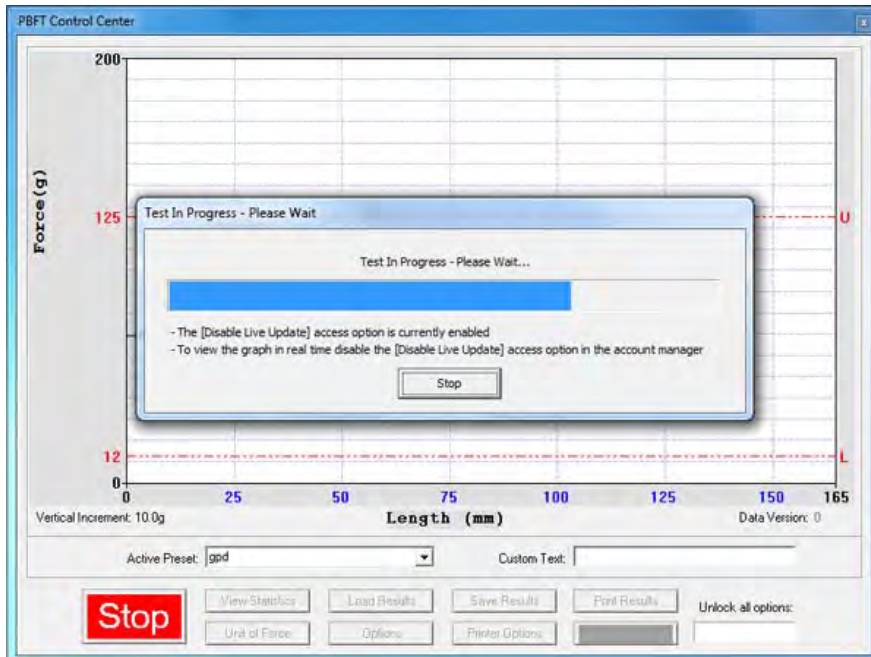 PBFT Control Center
x
200
Force(g)
125
U
Test In Progress - Please Wait
Test In Progress - Please Wait...
- The [Disable Live Update] access option is currently enabled
- To view the graph in real time disable the [Disable Live Update] access option in the account manager
Stop
12
L
0
0 25 50 75 100 125 150 165
Vertical Increment: 10.0g Length (mm) Data Version: 0
Active Preset: gpd Custom Text:
Stop View Statistics Load Results Save Results Print Results Unlock all options:
Unit of Force Options Printer Options